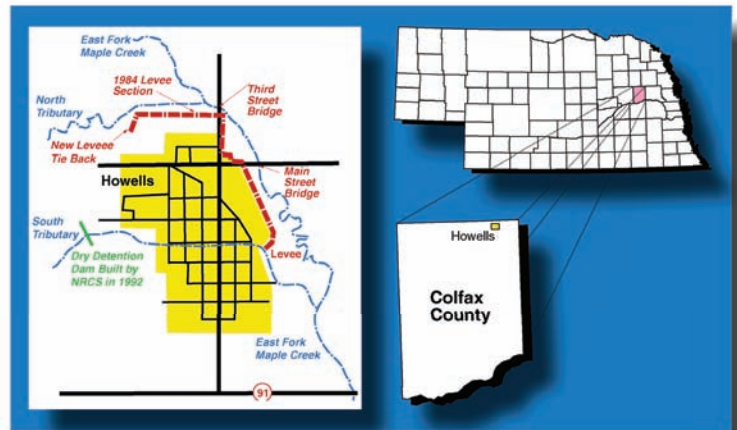 East Fork
Maple Creek
1984 Levee
Section
North
Tributary
Third
Street
Bridge
New Leveee
Tie Back
Main
Street
Bridge
Howells
South
Tributary
Levee
Dry Detention
Dam Built by
NRCS in 1992
East Fork
Maple Creek
91
Howells
Colfax
County